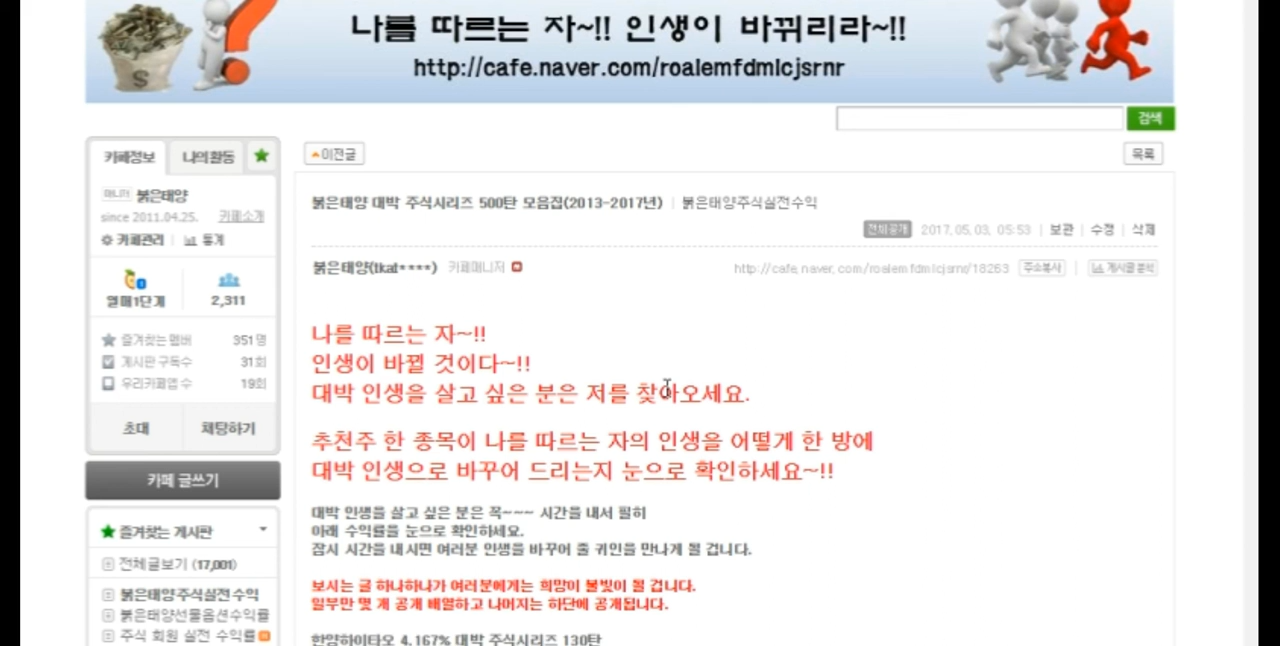 나를 따르는 자~!! 인생이 바뀌리라~!!
http://cafe.naver.com/roalemfdmlcjsrnr
검색
카페정보 나의활동
이전글
목록
매니저 붉은태양
since 2011.04.25. 카페소개
카페관리 통계
열매1단계 2,311
즐겨찾는 멤버 351명
게시판 구독수 31회
우리카페앱 수 19회
초대 채팅하기
카페 글쓰기
즐겨찾는 게시판
전체글보기 (17,001)
붉은태양주식실전수익
붉은태양선물옵션수익률
주식 회원 실전 수익률
붉은태양 대박 주식시리즈 500탄 모음집(2013-2017년) | 붉은태양주식실전수익
전체공개 2017.05.03. 05:53 | 보관 | 수정 | 삭제
붉은태양(tkat****) 카페매니저
http://cafe.naver.com/roalemfdmlcjsrnr/18263 주소복사 | 게시글 분석
나를 따르는 자~!!
인생이 바뀔 것이다~!!
대박 인생을 살고 싶은 분은 저를 찾아오세요.
추천주 한 종목이 나를 따르는 자의 인생을 어떻게 한 방에
대박 인생으로 바꾸어 드리는지 눈으로 확인하세요~!!
대박 인생을 살고 싶은 분은 꼭~~~ 시간을 내서 필히
아래 수익률을 눈으로 확인하세요.
잠시 시간을 내시면 여러분 인생을 바꾸어 줄 귀인을 만나게 될 겁니다.
보시는 글 하나하나가 여러분에게는 희망이 불빛이 될 겁니다.
일부만 몇 개 공개 배열하고 나머지는 하단에 공개됩니다.
한양하이타오 4.167% 대박 주식시리즈 130탄